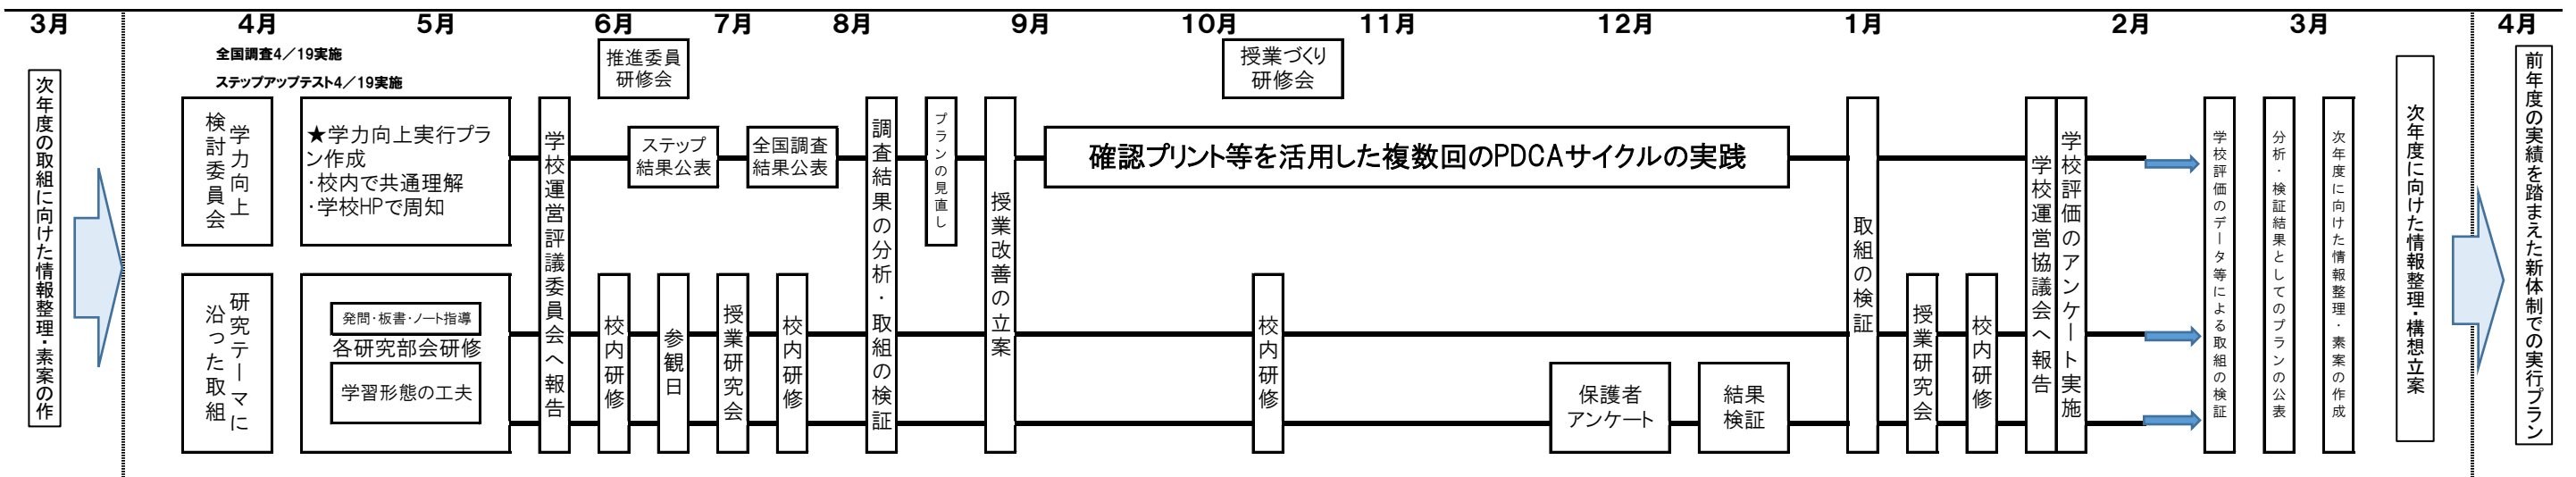 3月
4月
5月
6月
7月
8月
9月
10月
11月
12月
1月
2月
3月
4月
全国調査4／19実施
ステップアップテスト4／19実施
推進委員
研修会
授業づくり
研修会
次年度の取組に向けた情報整理・素案の作
学力向上
検討委員会
★学力向上実行プラ
ン作成
・校内で共通理解
・学校HPで周知
学校運営評議委員会へ報告
ステップ
結果公表
全国調査
結果公表
調査結果の分析・取組の検証
プランの見直し
授業改善の立案
確認プリント等を活用した複数回のPDCAサイクルの実践
取組の検証
学校運営協議会へ報告
学校評価のアンケート実施
学校評価のデータ等による取組の検証
分析・検証結果としてのプランの公表
次年度に向けた情報整理・素案の作成
次年度に向けた情報整理・構想立案
前年度の実績を踏まえた新体制での実行プラン
研究テーマに
沿った取組
発問・板書・ノート指導
各研究部会研修
学習形態の工夫
校内研修
参観日
授業研究会
校内研修
校内研修
保護者
アンケート
結果
検証
授業研究会
校内研修